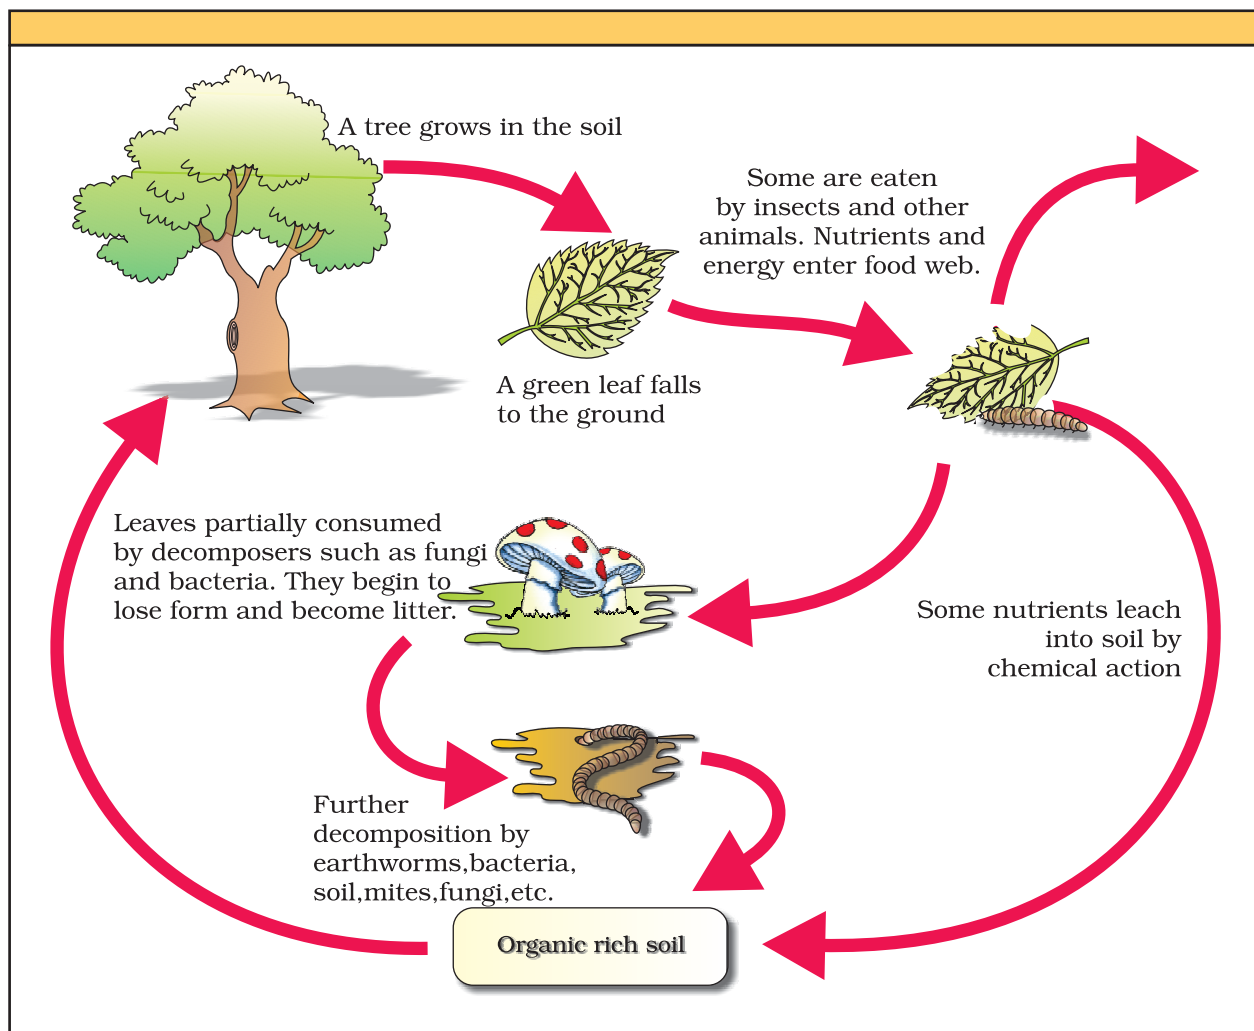 A tree grows in the soil
Some are eaten
by insects and other
animals. Nutrients and
energy enter food web.
A green leaf falls
to the ground
Leaves partially consumed
by decomposers such as fungi
and bacteria. They begin to
lose form and become litter.
Some nutrients leach
into soil by
chemical action
Further
decomposition by
earthworms,bacteria,
soil,mites,fungi,etc.
Organic rich soil